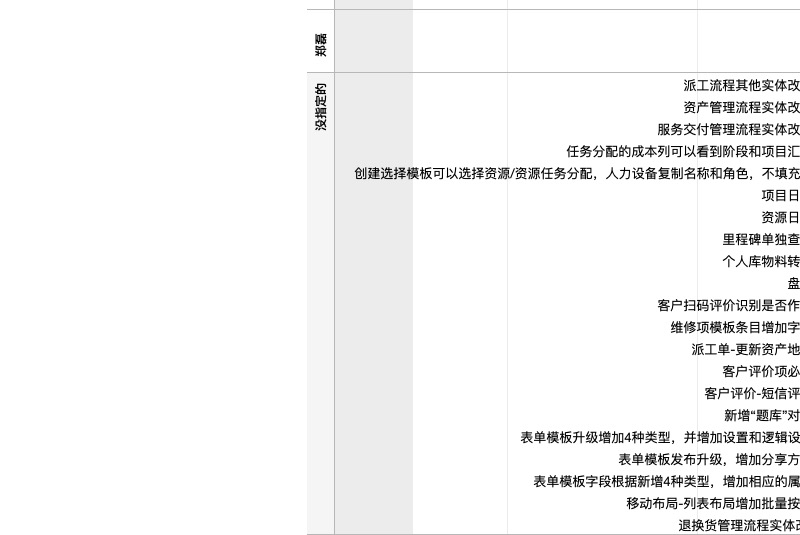 郑磊
没指定的
派工流程其他实体改
资产管理流程实体改
服务交付管理流程实体改
任务分配的成本列可以看到阶段和项目汇
创建选择模板可以选择资源/资源任务分配，人力设备复制名称和角色，不填充
项目日
资源日
里程碑单独查
个人库物料转
盘
客户扫码评价识别是否作
维修项模板条目增加字
派工单-更新资产地
客户评价项必
客户评价-短信评
新增“题库”对
表单模板升级增加4种类型，并增加设置和逻辑设
表单模板发布升级，增加分享方
表单模板字段根据新增4种类型，增加相应的属
移动布局-列表布局增加批量按
退换货管理流程实体改